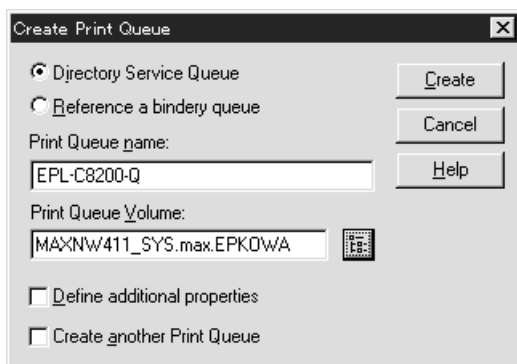 Create Print Queue
Directory Service Queue
Reference a bindery queue
Print Queue name:
EPL-C8200-Q
Print Queue Volume:
MAXNW411_SYS.max.EPKOWA
Define additional properties
Create another Print Queue
Create
Cancel
Help